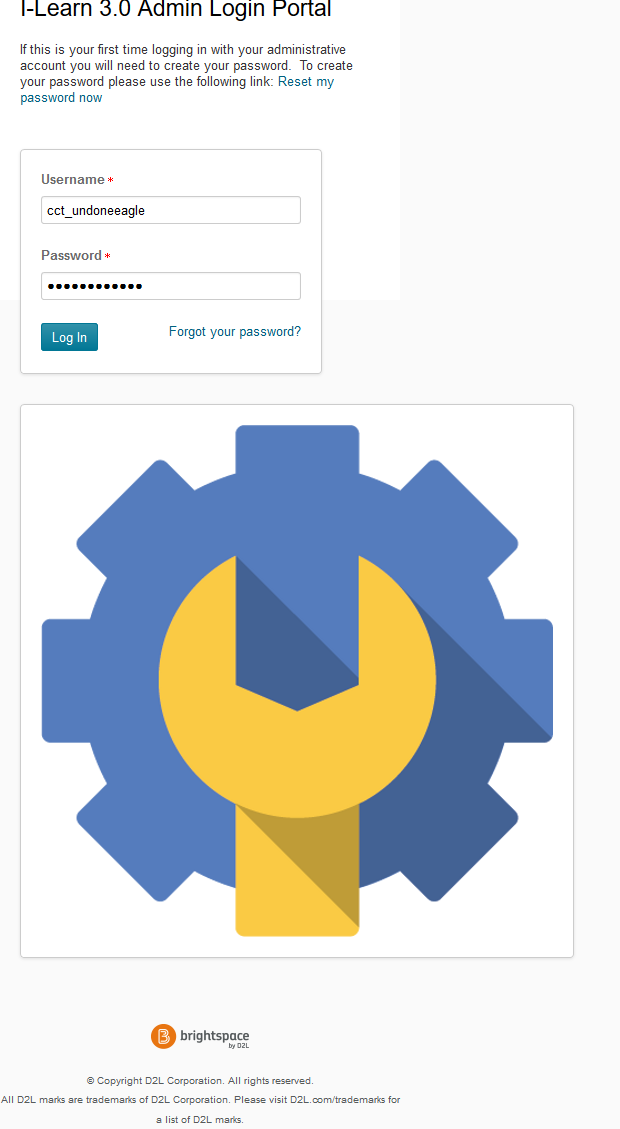 I-Learn 3.0 Admin Login Portal
If this is your first time logging in with your administrative
account you will need to create your password.  To create
your password please use the following link: Reset my
password now
Username *
cct_undoneeagle
Password *
••••••••••••
Log In
Forgot your password?
brightspace
by D2L
© Copyright D2L Corporation. All rights reserved.
All D2L marks are trademarks of D2L Corporation. Please visit D2L.com/trademarks for
a list of D2L marks.